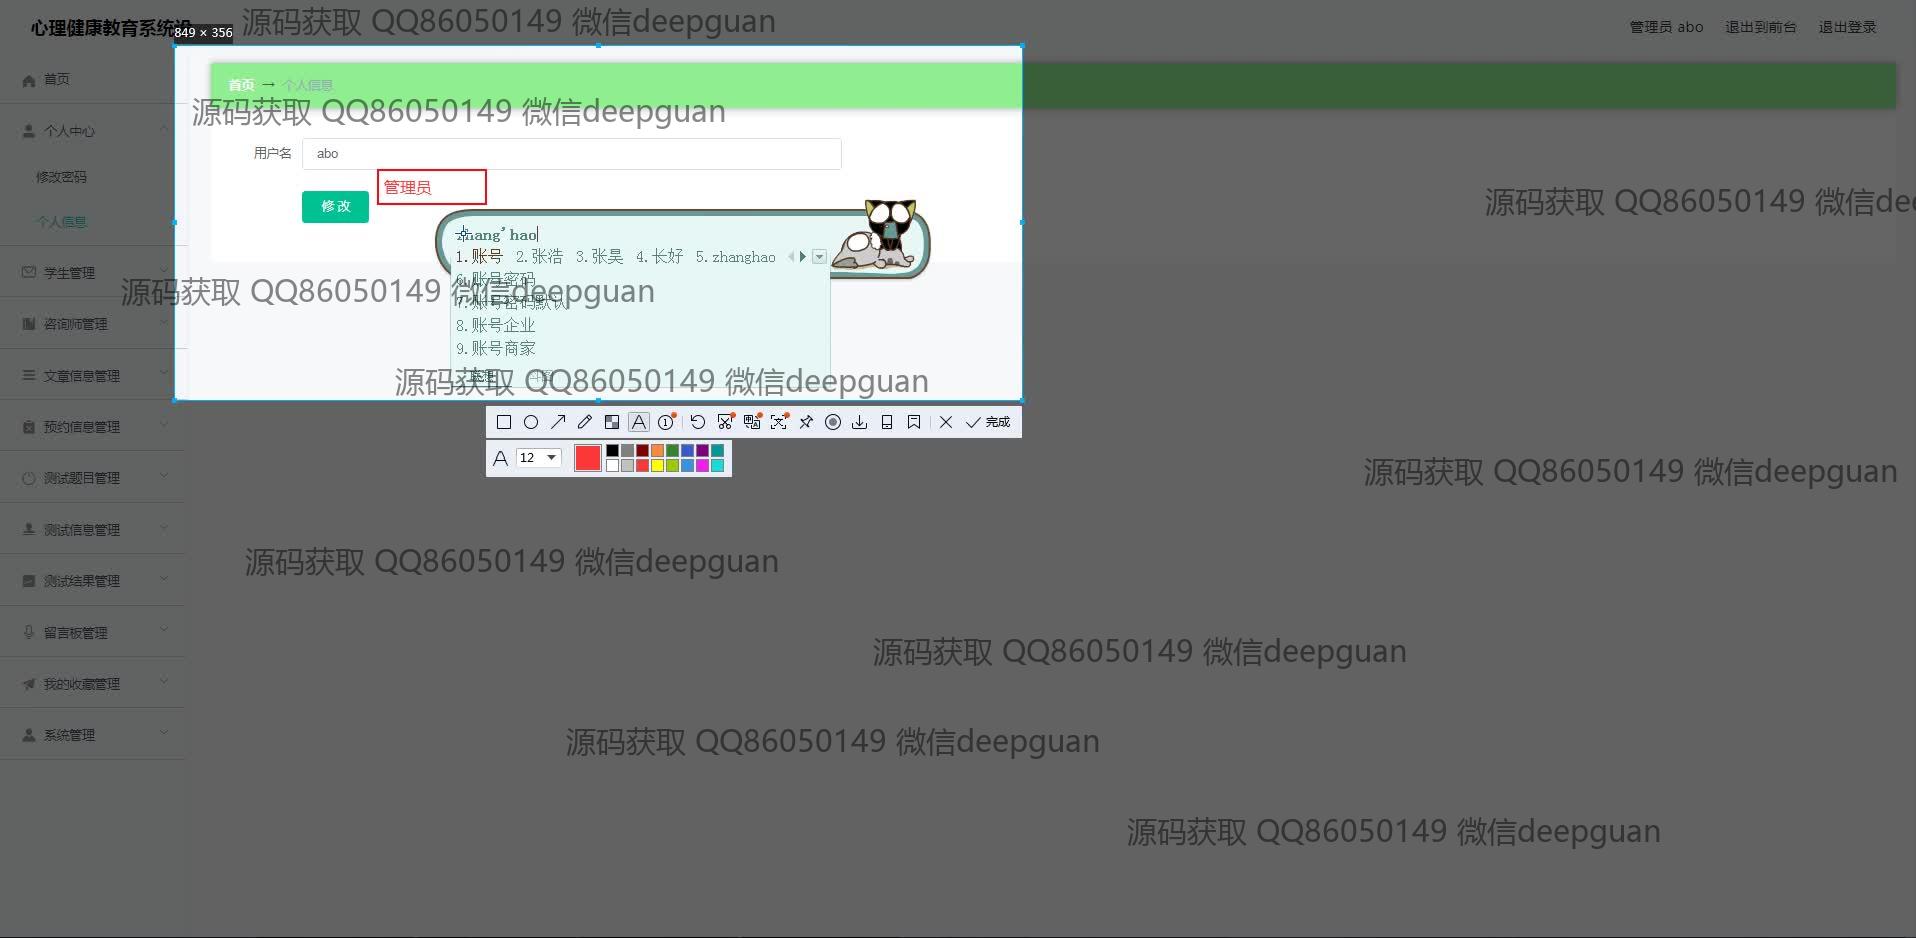 心理健康教育系统设
849 × 356
源码获取 QQ86050149 微信deepguan
管理员 abo
退出到前台
退出登录
首页
首页 → 个人信息
源码获取 QQ86050149 微信deepguan
个人中心
用户名
abo
修改密码
管理员
修改
源码获取 QQ86050149 微信deepgu
个人信息
zhang'hao
1.账号 2.张浩 3.张昊 4.长好 5.zhanghao
学生管理
6.账号密码
源码获取 QQ86050149 微信deepguan
7.账号密码默认
咨询师管理
8.账号企业
9.账号商家
文章信息管理
源码获取 QQ86050149 微信deepguan
完成
预约信息管理
12
测试题目管理
源码获取 QQ86050149 微信deepguan
测试信息管理
源码获取 QQ86050149 微信deepguan
测试结果管理
留言板管理
源码获取 QQ86050149 微信deepguan
我的收藏管理
系统管理
源码获取 QQ86050149 微信deepguan
源码获取 QQ86050149 微信deepguan